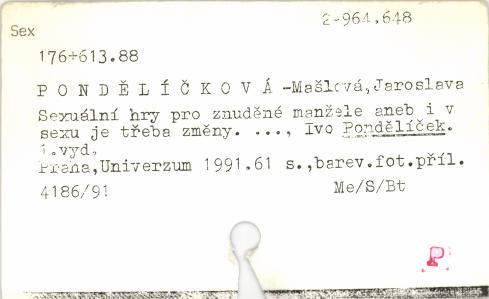 Sex
2-964,648
176+613.88
P O N D Ě L Í Č K O V Á -Mašlová,Jaroslava
Sexuální hry pro znuděné manžele aneb i v
sexu je třeba změny. ..., Ivo Pondělíček.
1.vyd.
Praha,Univerzum 1991.61 s.,barev.fot.příl.
4186/91 Me/S/Bt
P